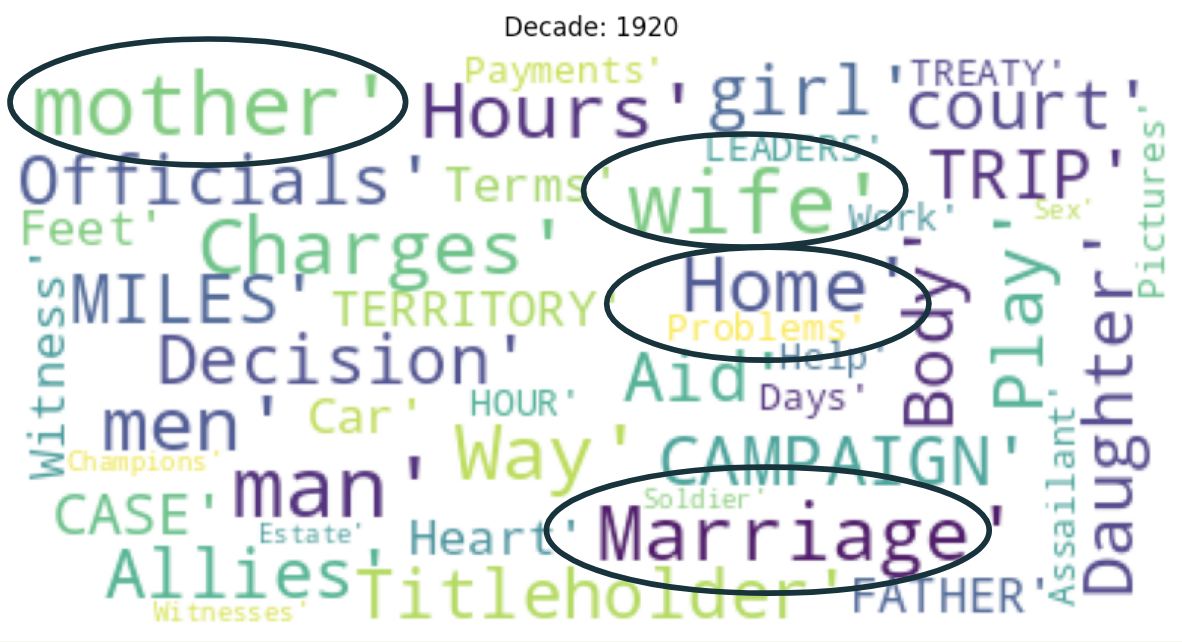 Decade: 1920
mother'
Payments'
Hours'
girl'
TREATY'
court'
Officials'
Terms'
LEADERS'
wife'
TRIP'
Pictures'
Feet'
Charges'
Work'
Sex'
Witness'
MILES'
TERRITORY'
Home'
Problems'
Body'
Play'
Daughter'
Decision'
Aid'
Help'
Days'
men'
Car'
HOUR'
Way'
CAMPAIGN'
Assailant'
Champions'
man'
CASE'
Estate'
Heart'
Soldier'
Marriage'
Allies'
Titleholder'
FATHER'
Witnesses'